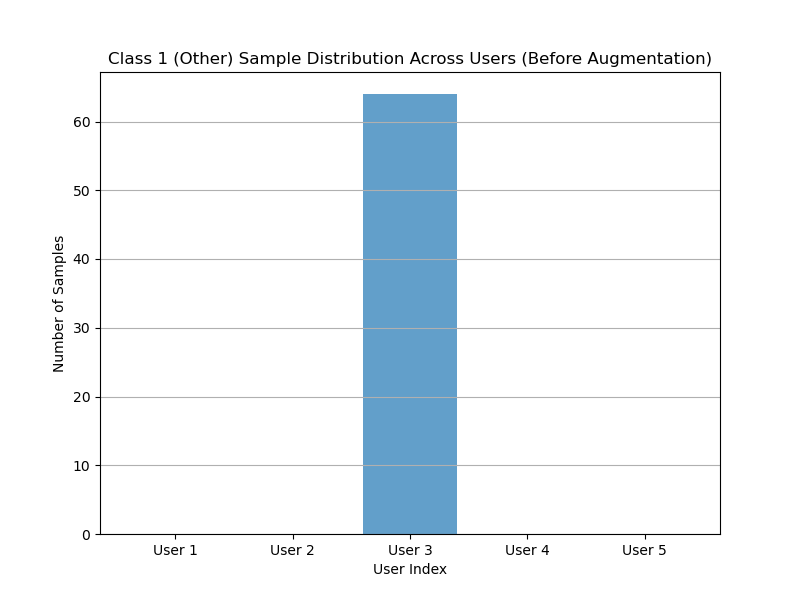 Class 1 (Other) Sample Distribution Across Users (Before Augmentation)
Number of Samples
60
50
40
30
20
10
0
User 1 User 2 User 3 User 4 User 5
User Index